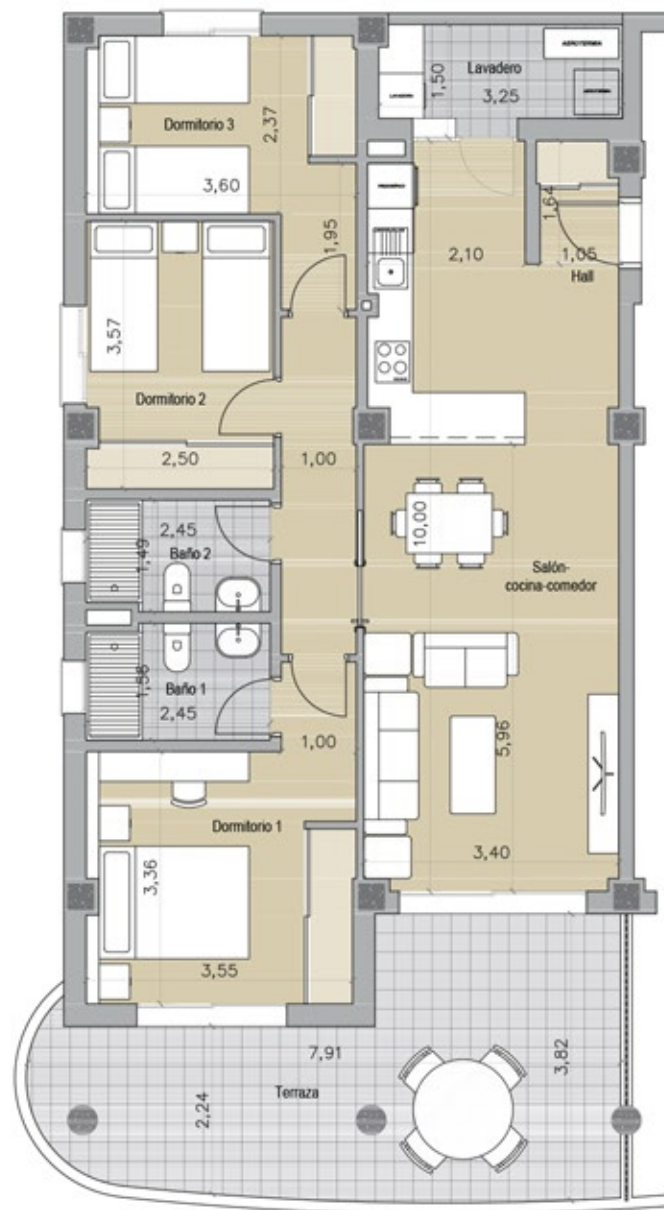 AEROTERMIA
Lavadero
1,50
3,25
LAVADORA
Dormitorio 3
2,37
3,60
1,64
1,95
2,10
1,05
Hall
3,57
Dormitorio 2
2,50
1,00
10,00
2,45
1,49
Baño 2
Salón-
cocina-comedor
Baño 1
2,45
1,00
5,96
Dormitorio 1
3,40
3,36
3,55
7,91
3,82
Terraza
2,24